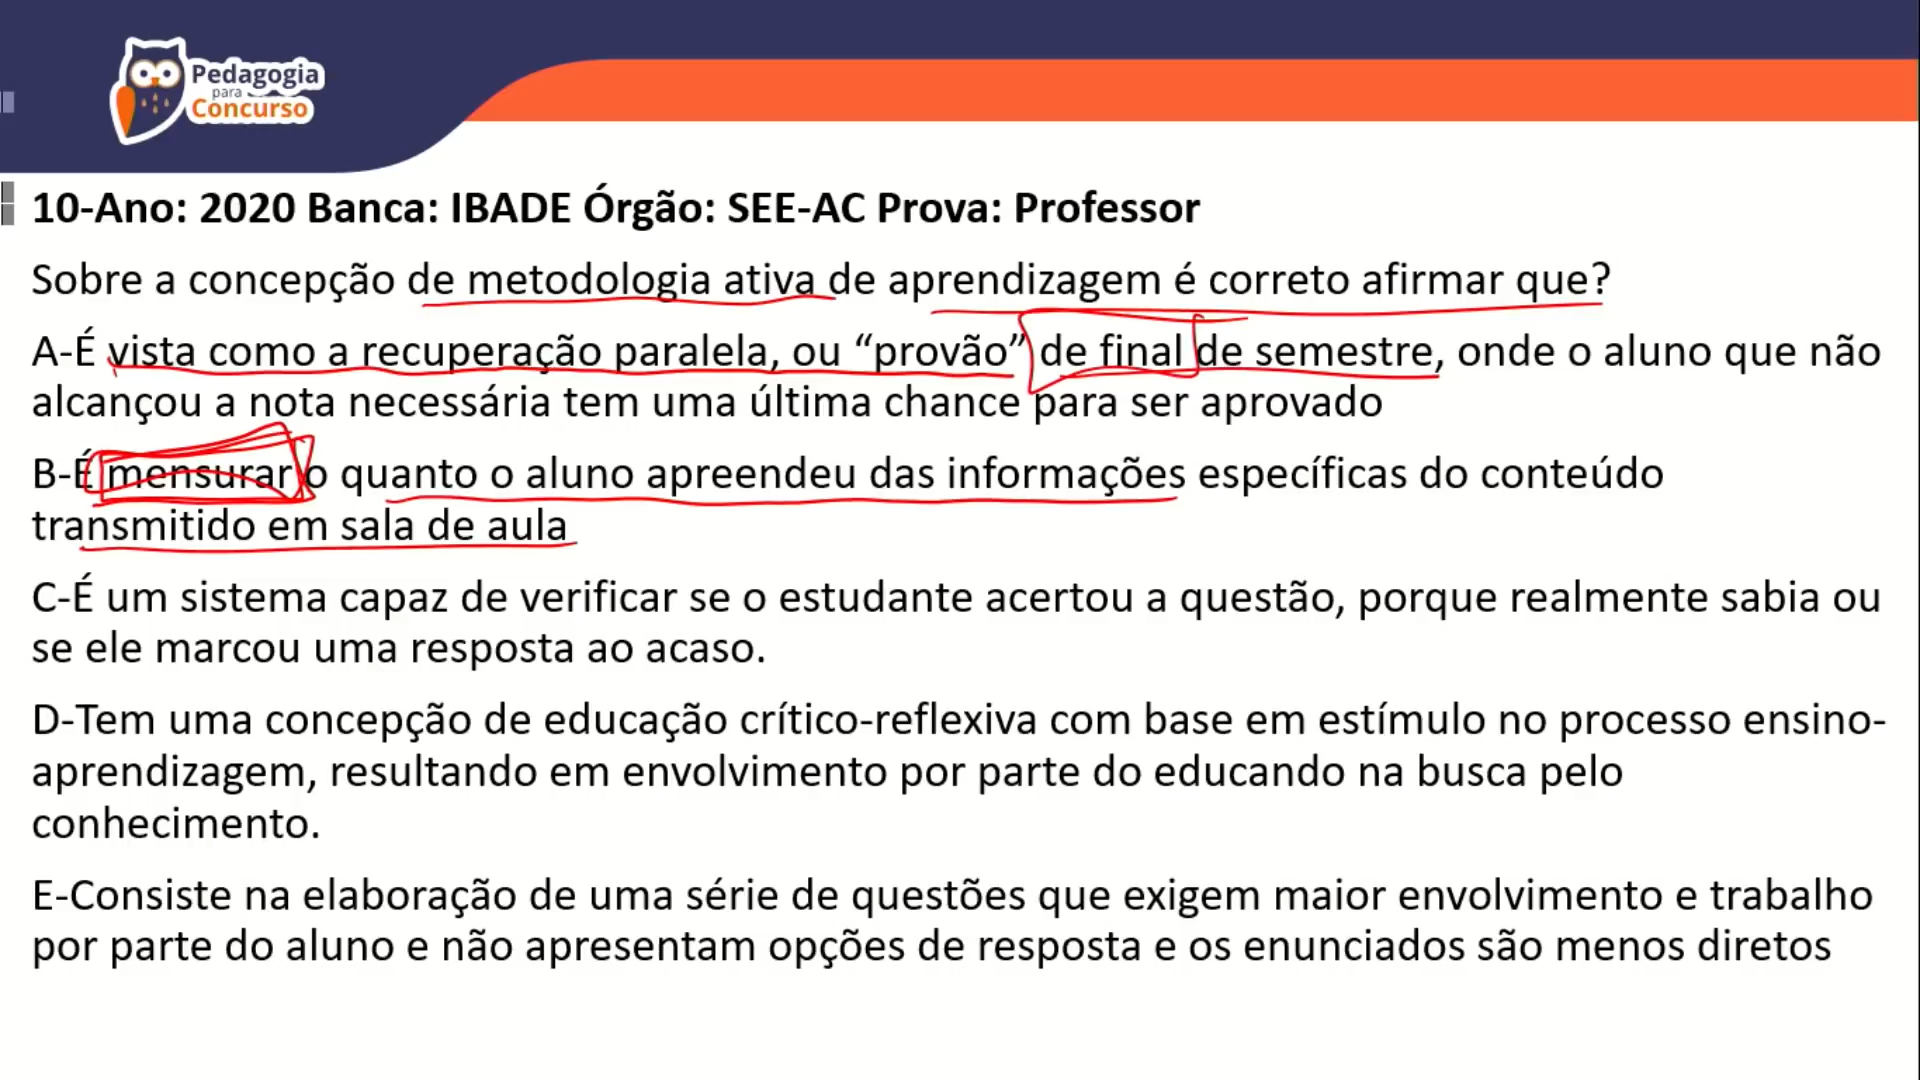 Pedagogia
para
Concurso
10-Ano: 2020 Banca: IBADE Órgão: SEE-AC Prova: Professor
Sobre a concepção de metodologia ativa de aprendizagem é correto afirmar que?
A-É vista como a recuperação paralela, ou “provão” de final de semestre, onde o aluno que não
alcançou a nota necessária tem uma última chance para ser aprovado
B-É mensurar o quanto o aluno apreendeu das informações específicas do conteúdo
transmitido em sala de aula
C-É um sistema capaz de verificar se o estudante acertou a questão, porque realmente sabia ou
se ele marcou uma resposta ao acaso.
D-Tem uma concepção de educação crítico-reflexiva com base em estímulo no processo ensino-
aprendizagem, resultando em envolvimento por parte do educando na busca pelo
conhecimento.
E-Consiste na elaboração de uma série de questões que exigem maior envolvimento e trabalho
por parte do aluno e não apresentam opções de resposta e os enunciados são menos diretos